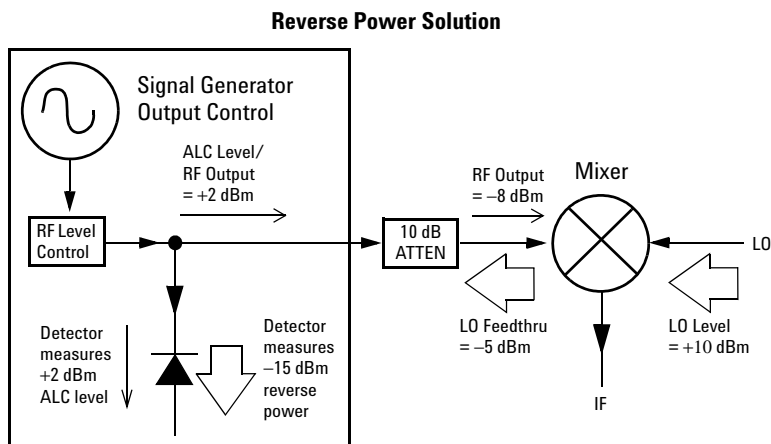 Reverse Power Solution
Signal Generator
Output Control
ALC Level/
RF Output
= +2 dBm
RF Output
= −8 dBm
Mixer
RF Level
Control
10 dB
ATTEN
LO
LO Feedthru
= −5 dBm
LO Level
= +10 dBm
Detector
measures
+2 dBm
ALC level
Detector
measures
−15 dBm
reverse
power
IF